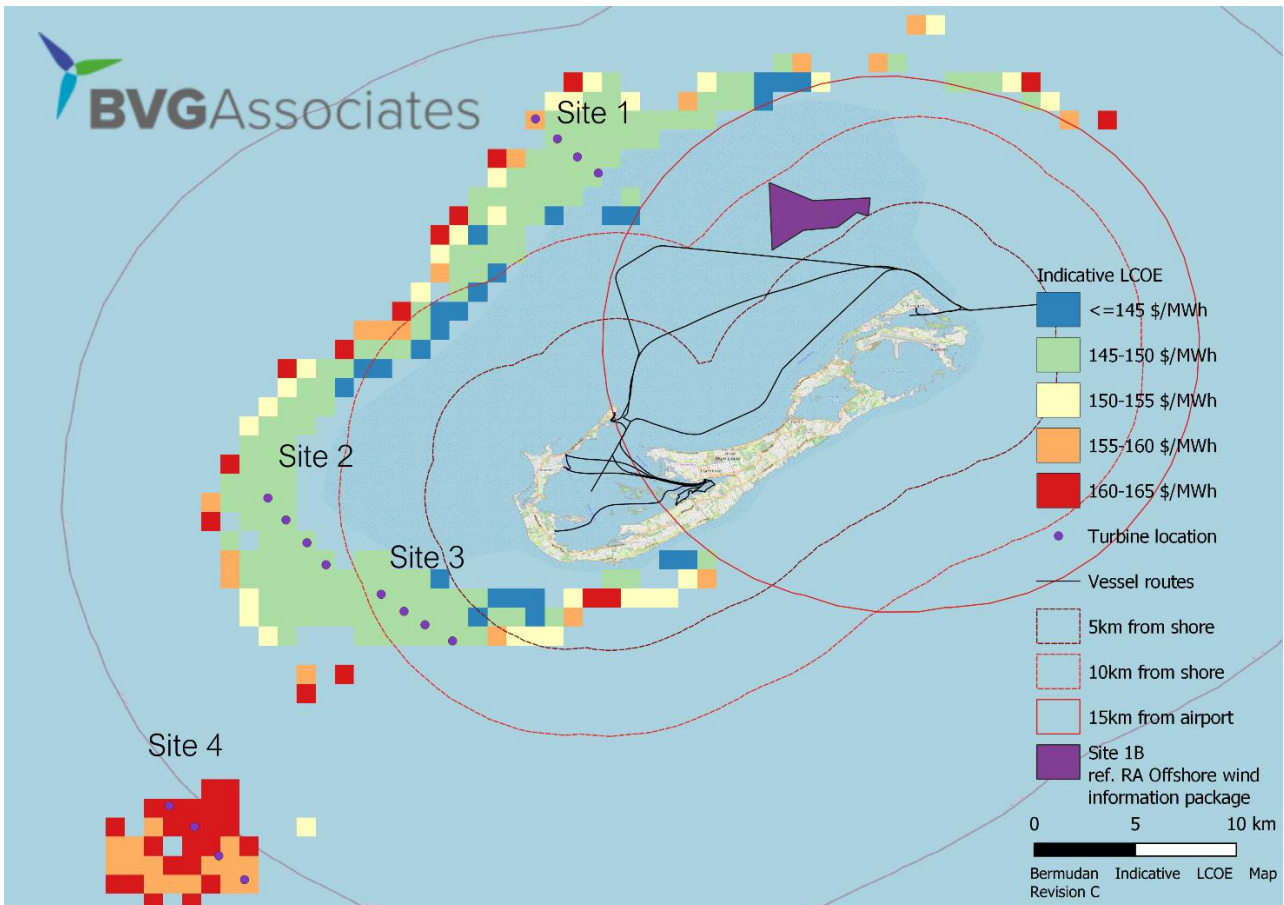 BVGAssociates
Site 1
Indicative LCOE
<=145 $/MWh
145-150 $/MWh
Site 2
150-155 $/MWh
155-160 $/MWh
160-165 $/MWh
Site 3
Turbine location
Vessel routes
5km from shore
10km from shore
15km from airport
Site 4
Site 1B
ref. RA Offshore wind
information package
0 5 10 km
Bermudan Indicative LCOE Map
Revision C